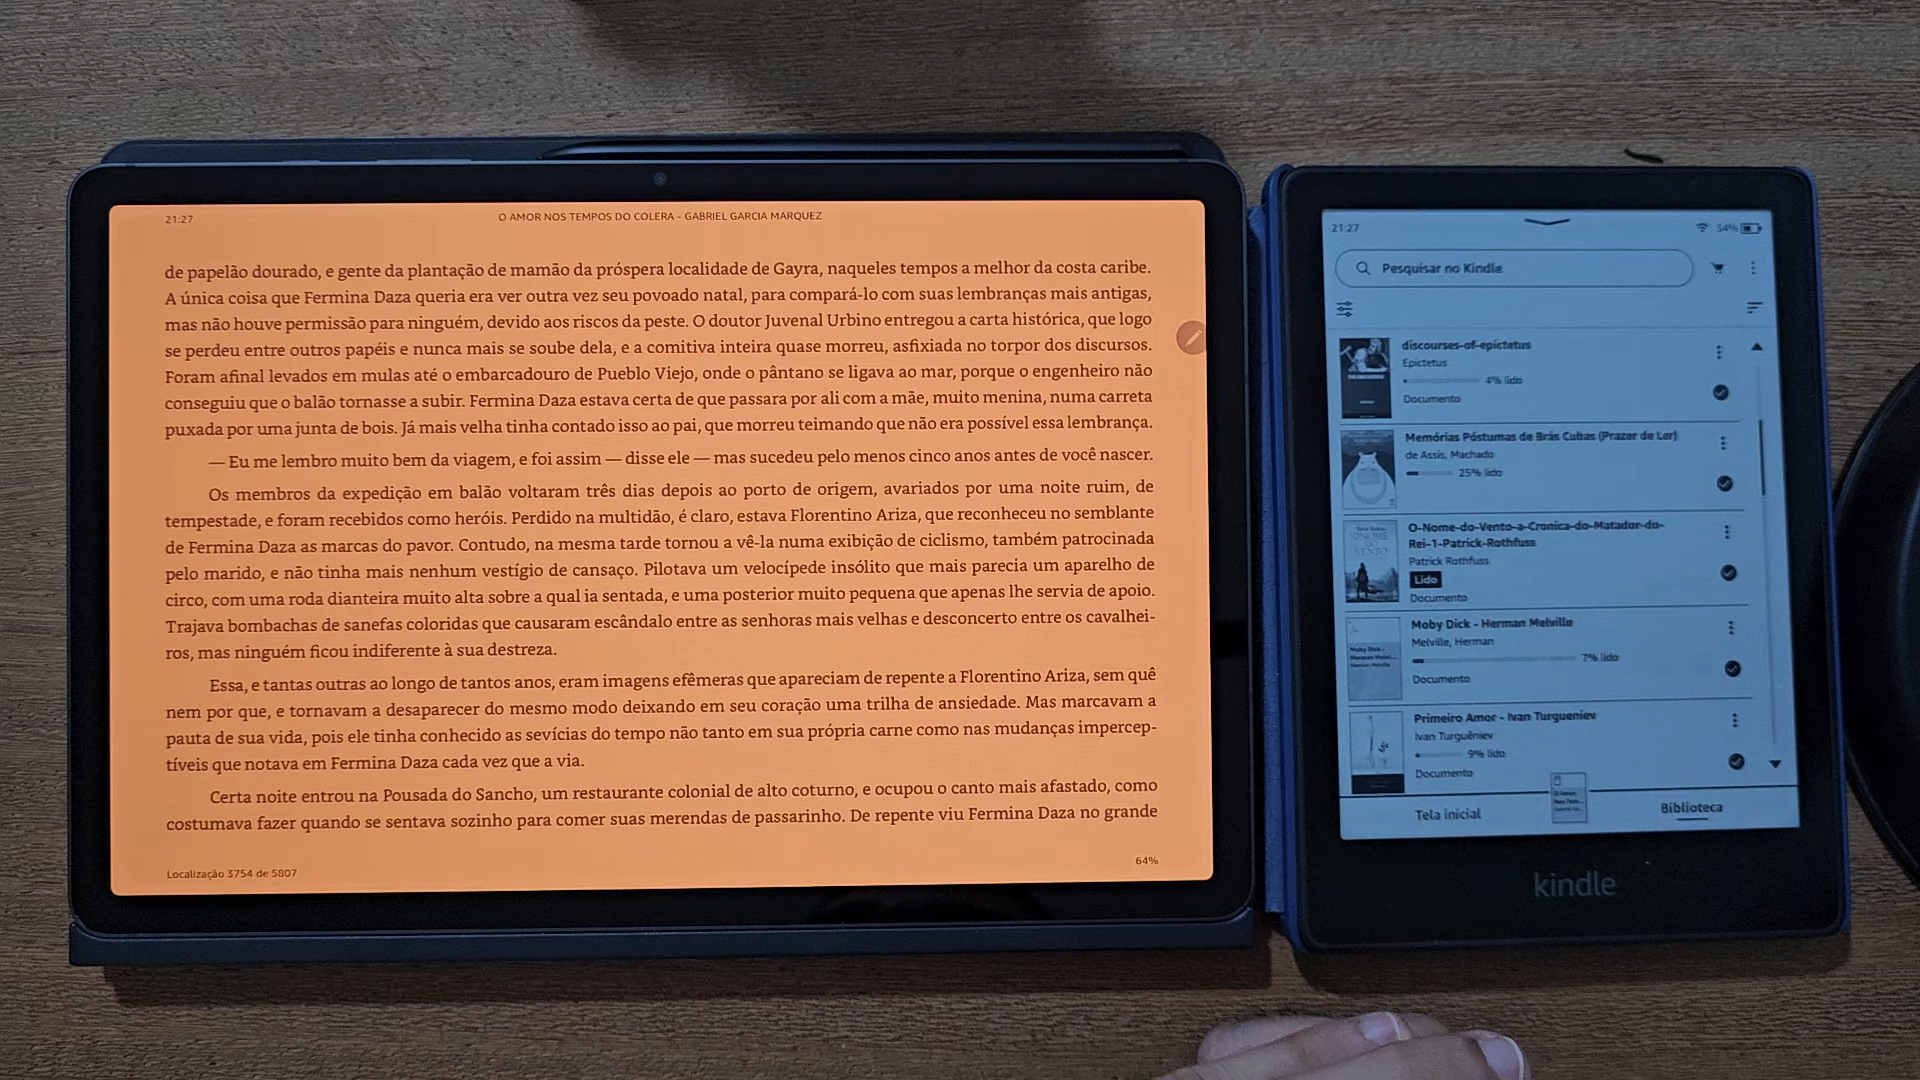 21:27
O AMOR NOS TEMPOS DO COLERA - GABRIEL GARCIA MARQUEZ
de papelão dourado, e gente da plantação de mamão da próspera localidade de Gayra, naqueles tempos a melhor da costa caribe.
A única coisa que Fermina Daza queria era ver outra vez seu povoado natal, para compará-lo com suas lembranças mais antigas,
mas não houve permissão para ninguém, devido aos riscos da peste. O doutor Juvenal Urbino entregou a carta histórica, que logo
se perdeu entre outros papéis e nunca mais se soube dela, e a comitiva inteira quase morreu, asfixiada no torpor dos discursos.
Foram afinal levados em mulas até o embarcadouro de Pueblo Viejo, onde o pântano se ligava ao mar, porque o engenheiro não
conseguiu que o balão tornasse a subir. Fermina Daza estava certa de que passara por ali com a mãe, muito menina, numa carreta
puxada por uma junta de bois. Já mais velha tinha contado isso ao pai, que morreu teimando que não era possível essa lembrança.
— Eu me lembro muito bem da viagem, e foi assim — disse ele — mas sucedeu pelo menos cinco anos antes de você nascer.
Os membros da expedição em balão voltaram três dias depois ao porto de origem, avariados por uma noite ruim, de
tempestade, e foram recebidos como heróis. Perdido na multidão, é claro, estava Florentino Ariza, que reconheceu no semblante
de Fermina Daza as marcas do pavor. Contudo, na mesma tarde tornou a vê-la numa exibição de ciclismo, também patrocinada
pelo marido, e não tinha mais nenhum vestígio de cansaço. Pilotava um velocípede insólito que mais parecia um aparelho de
circo, com uma roda dianteira muito alta sobre a qual ia sentada, e uma posterior muito pequena que apenas lhe servia de apoio.
Trajava bombachas de sanefas coloridas que causaram escândalo entre as senhoras mais velhas e desconcerto entre os cavalhei-
ros, mas ninguém ficou indiferente à sua destreza.
Essa, e tantas outras ao longo de tantos anos, eram imagens efêmeras que apareciam de repente a Florentino Ariza, sem quê
nem por que, e tornavam a desaparecer do mesmo modo deixando em seu coração uma trilha de ansiedade. Mas marcavam a
pauta de sua vida, pois ele tinha conhecido as sevícias do tempo não tanto em sua própria carne como nas mudanças impercep-
tíveis que notava em Fermina Daza cada vez que a via.
Certa noite entrou na Pousada do Sancho, um restaurante colonial de alto coturno, e ocupou o canto mais afastado, como
costumava fazer quando se sentava sozinho para comer suas merendas de passarinho. De repente viu Fermina Daza no grande
Localização 3754 de 5807
64%
21:27
54%
Pesquisar no Kindle
discourses-of-epictetus
Epictetus
4% lido
Documento
Memórias Póstumas de Brás Cubas (Prazer de Ler)
de Assis, Machado
25% lido
O-Nome-do-Vento-a-Cronica-do-Matador-do-
Rei-1-Patrick-Rothfuss
Patrick Rothfuss
Lido
Documento
Moby Dick - Herman Melville
Melville, Herman
7% lido
Documento
Primeiro Amor - Ivan Turgueniev
Ivan Turguêniev
9% lido
Documento
Tela inicial
Biblioteca
kindle